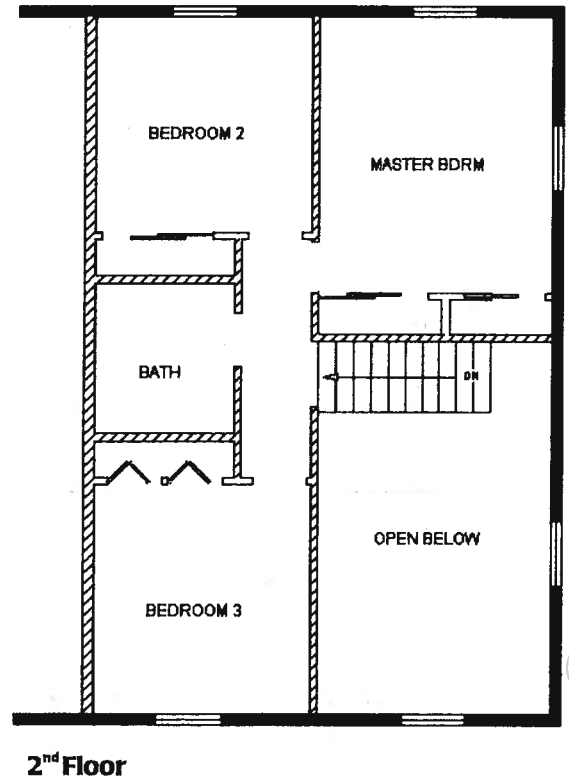 BEDROOM 2
MASTER BDRM
BATH
DN
OPEN BELOW
BEDROOM 3
2nd Floor